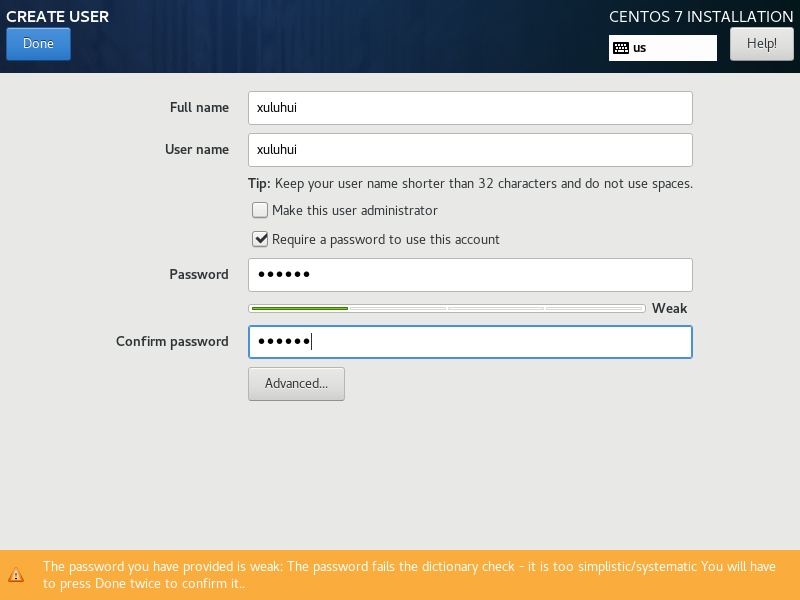 CREATE USER
CENTOS 7 INSTALLATION
Done
us
Help!
Full name
xuluhui
User name
xuluhui
Tip: Keep your user name shorter than 32 characters and do not use spaces.
Make this user administrator
Require a password to use this account
Password
●●●●●●
Weak
Confirm password
●●●●●●
Advanced...
The password you have provided is weak: The password fails the dictionary check - it is too simplistic/systematic You will have
to press Done twice to confirm it..